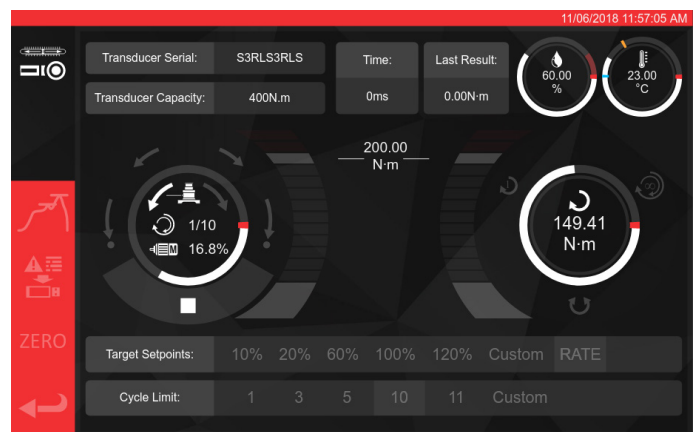 11/06/2018 11:57:05 AM
Transducer Serial: S3RLS3RLS Time: Last Result:
Transducer Capacity: 400N.m 0ms 0.00N·m
60.00
%
23.00
°C
200.00
N·m
1/10
M 16.8%
149.41
N·m
ZERO
Target Setpoints: 10% 20% 60% 100% 120% Custom RATE
Cycle Limit: 1 3 5 10 11 Custom